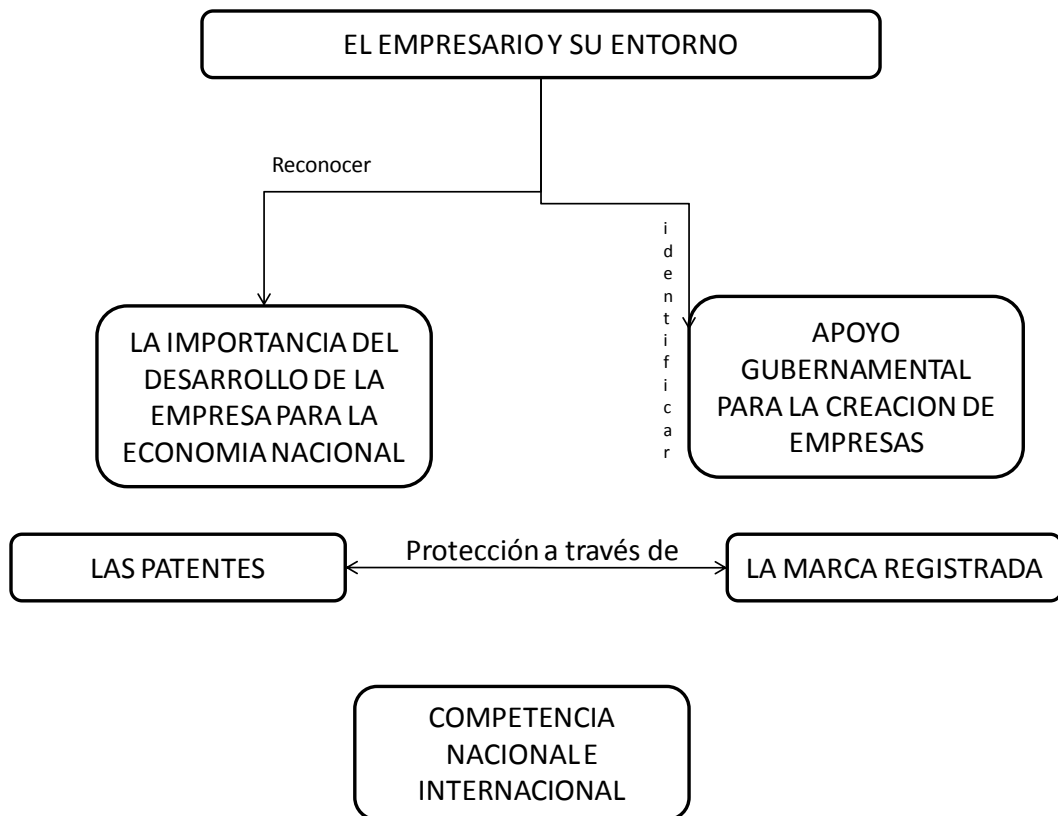 EL EMPRESARIO Y SU ENTORNO
Reconocer
identificar
LA IMPORTANCIA DEL
DESARROLLO DE LA
EMPRESA PARA LA
ECONOMIA NACIONAL
APOYO
GUBERNAMENTAL
PARA LA CREACION DE
EMPRESAS
LAS PATENTES
Protección a través de
LA MARCA REGISTRADA
COMPETENCIA
NACIONAL E
INTERNACIONAL